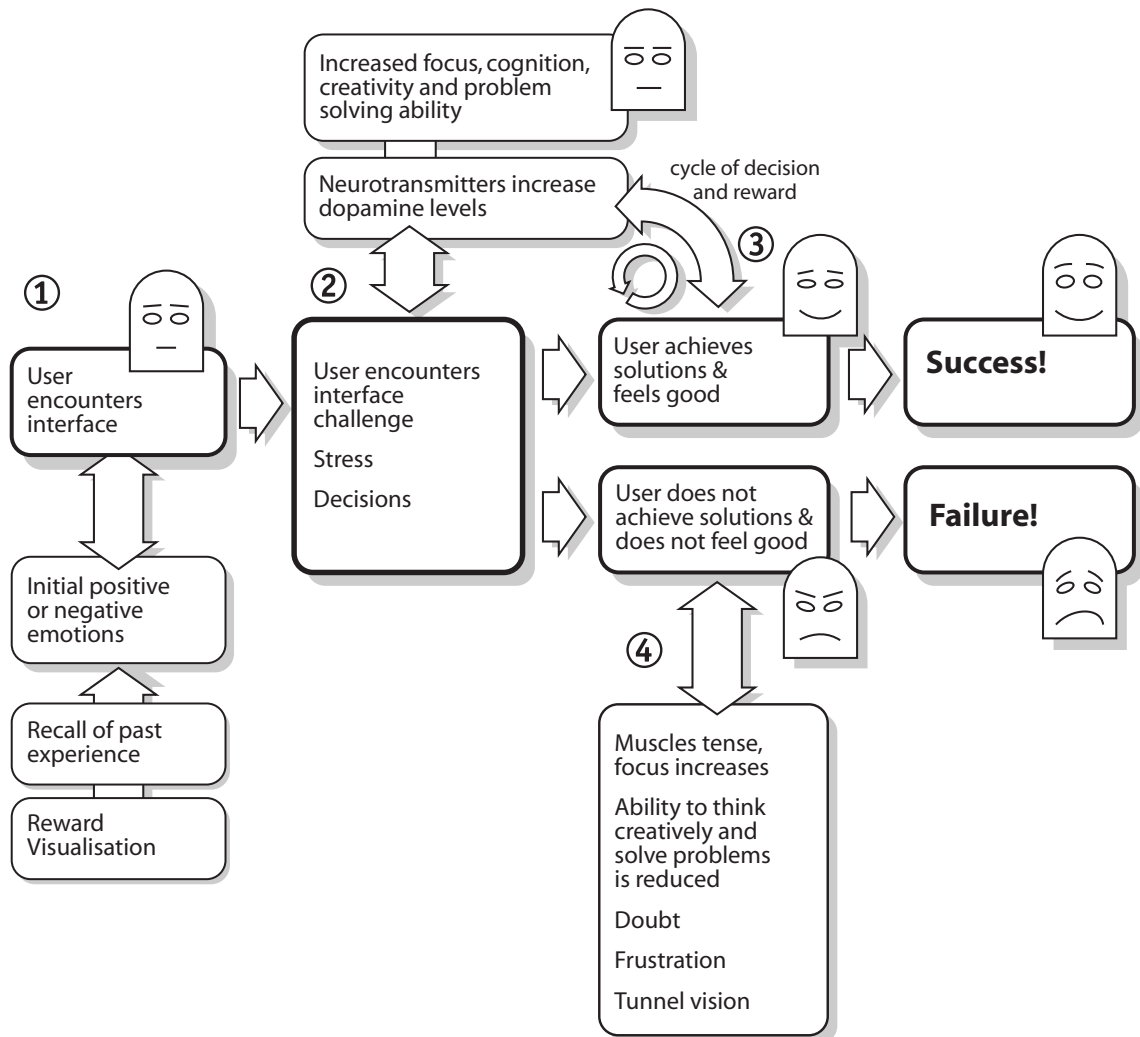 Increased focus, cognition,
creativity and problem
solving ability
Neurotransmitters increase
dopamine levels
cycle of decision
and reward
1
User
encounters
interface
Initial positive
or negative
emotions
Recall of past
experience
Reward
Visualisation
2
User encounters
interface
challenge
Stress
Decisions
3
User achieves
solutions &
feels good
Success!
User does not
achieve solutions &
does not feel good
Failure!
4
Muscles tense,
focus increases
Ability to think
creatively and
solve problems
is reduced
Doubt
Frustration
Tunnel vision